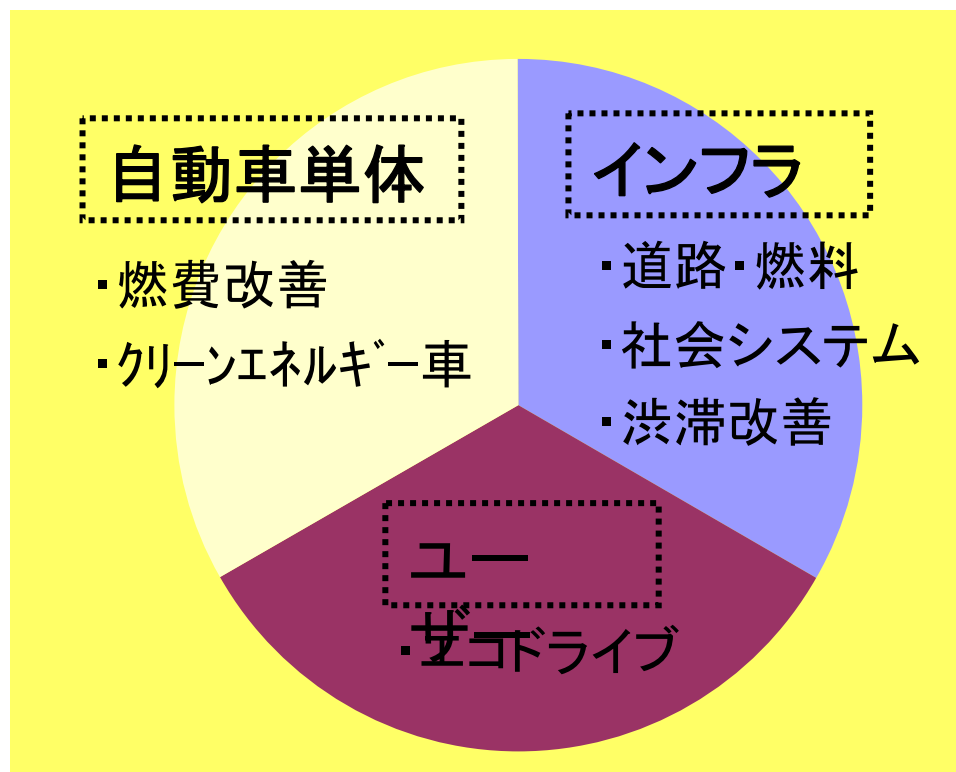 自動車単体
・燃費改善
・ｸﾘｰﾝｴﾈﾙｷﾞｰ車
インフラ
・道路・燃料
・社会システム
・渋滞改善
ユー
ザー
・エコドライブ